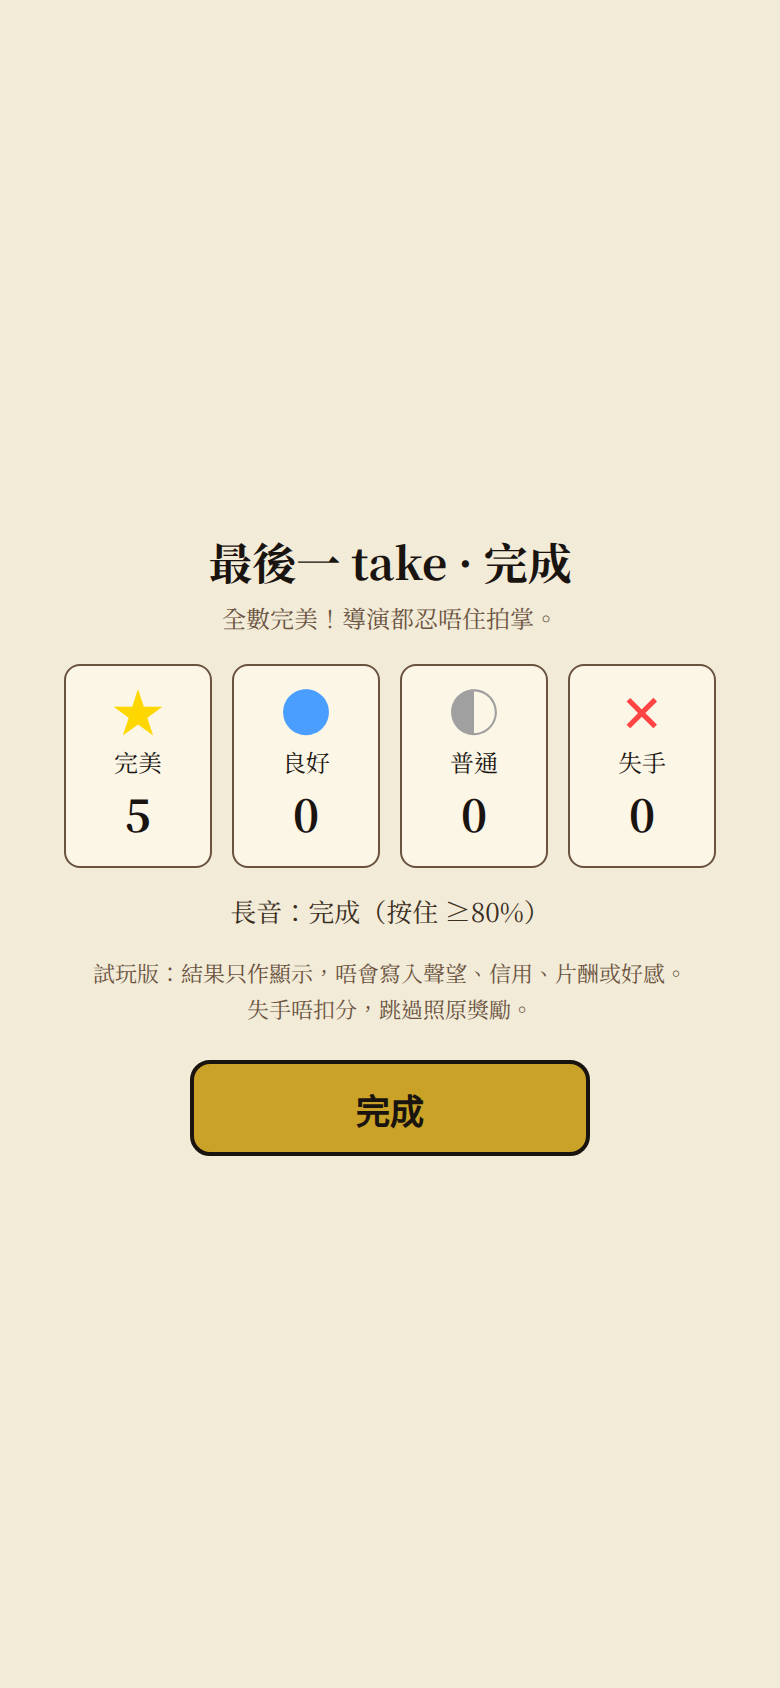 最後一 take · 完成
全數完美！導演都忍唔住拍掌。
完美 良好 普通 失手
5 0 0 0
長音：完成（按住 ≥80%）
試玩版：結果只作顯示，唔會寫入聲望、信用、片酬或好感。
失手唔扣分，跳過照原獎勵。
完成